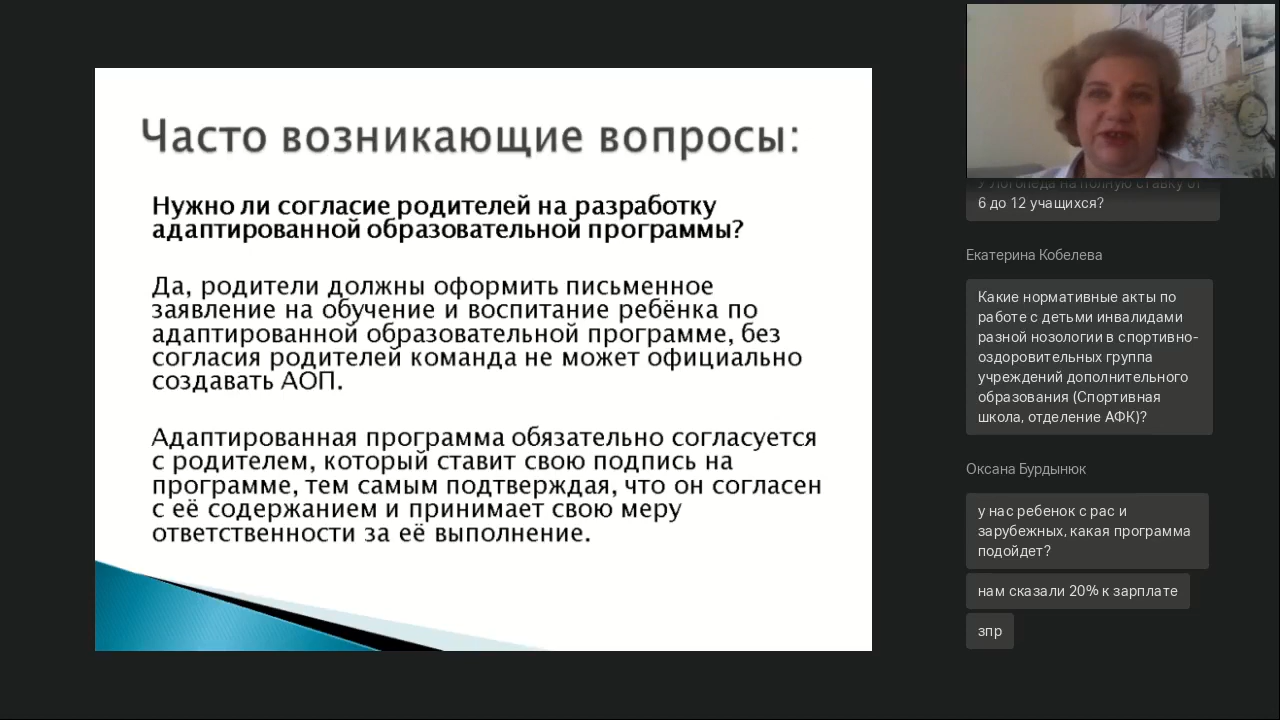 Часто возникающие вопросы:
Нужно ли согласие родителей на разработку
адаптированной образовательной программы?
Да, родители должны оформить письменное
заявление на обучение и воспитание ребёнка по
адаптированной образовательной программе, без
согласия родителей команда не может официально
создавать АОП.
Адаптированная программа обязательно согласуется
с родителем, который ставит свою подпись на
программе, тем самым подтверждая, что он согласен
с её содержанием и принимает свою меру
ответственности за её выполнение.
У Логопеда на полную ставку от
6 до 12 учащихся?
Екатерина Кобелева
Какие нормативные акты по
работе с детьми инвалидами
разной нозологии в спортивно-
оздоровительных группа
учреждений дополнительного
образования (Спортивная
школа, отделение АФК)?
Оксана Бурдынюк
у нас ребенок с рас и
зарубежных, какая программа
подойдет?
нам сказали 20% к зарплате
зпр